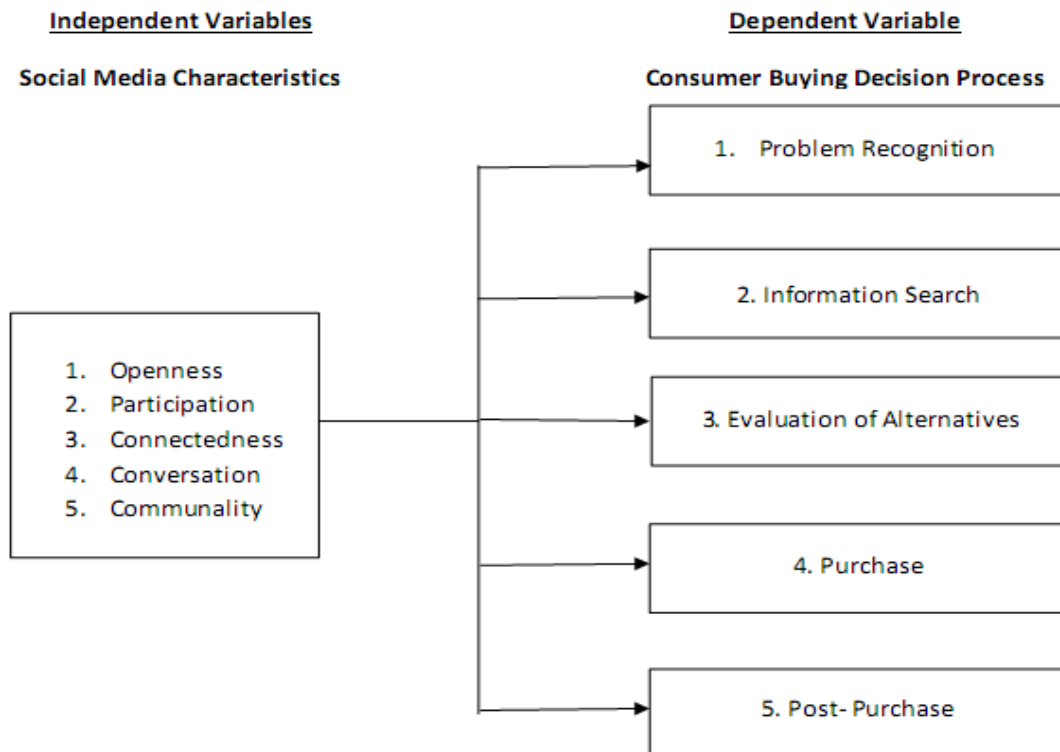 Independent Variables
Dependent Variable
Social Media Characteristics
Consumer Buying Decision Process
1. Problem Recognition
2. Information Search
1. Openness
2. Participation
3. Connectedness
4. Conversation
5. Communality
3. Evaluation of Alternatives
4. Purchase
5. Post- Purchase